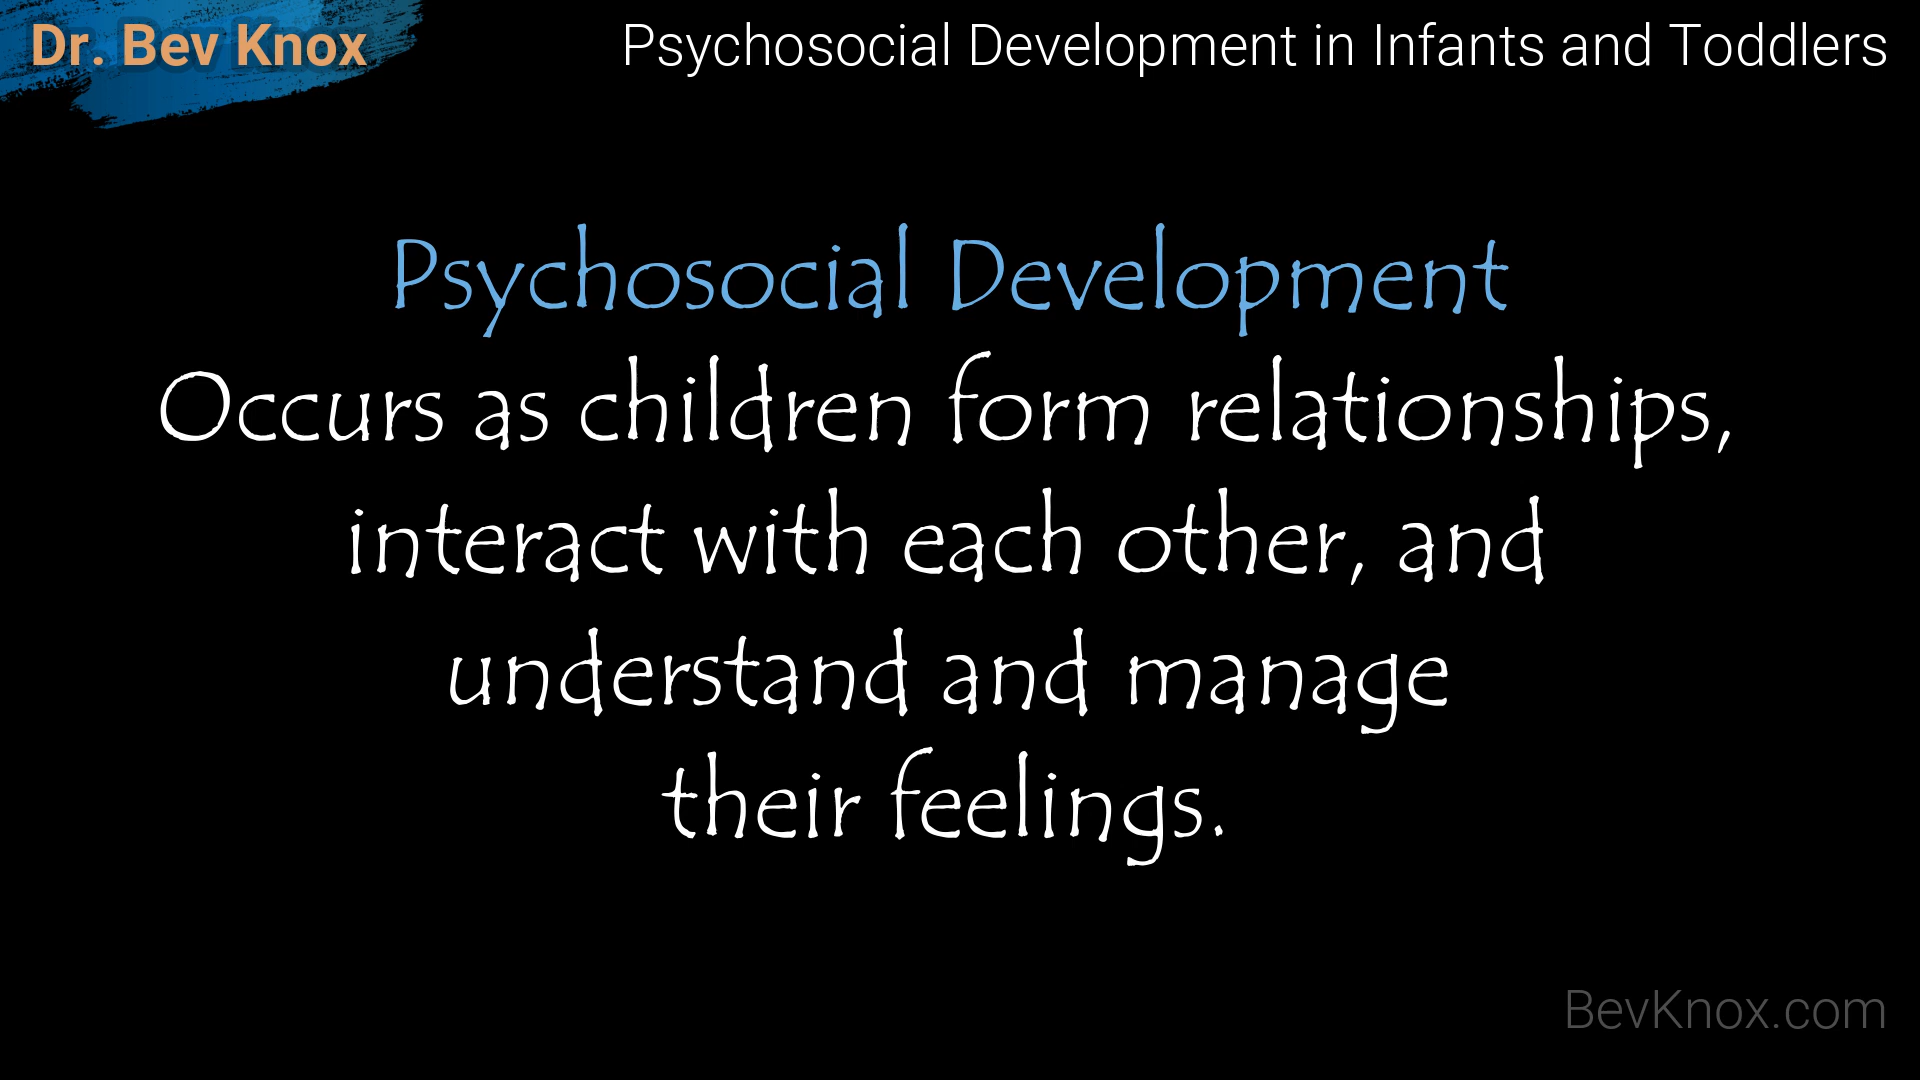 Dr. Bev Knox
Psychosocial Development in Infants and Toddlers
Psychosocial Development
Occurs as children form relationships,
interact with each other, and
understand and manage
their feelings.
BevKnox.com